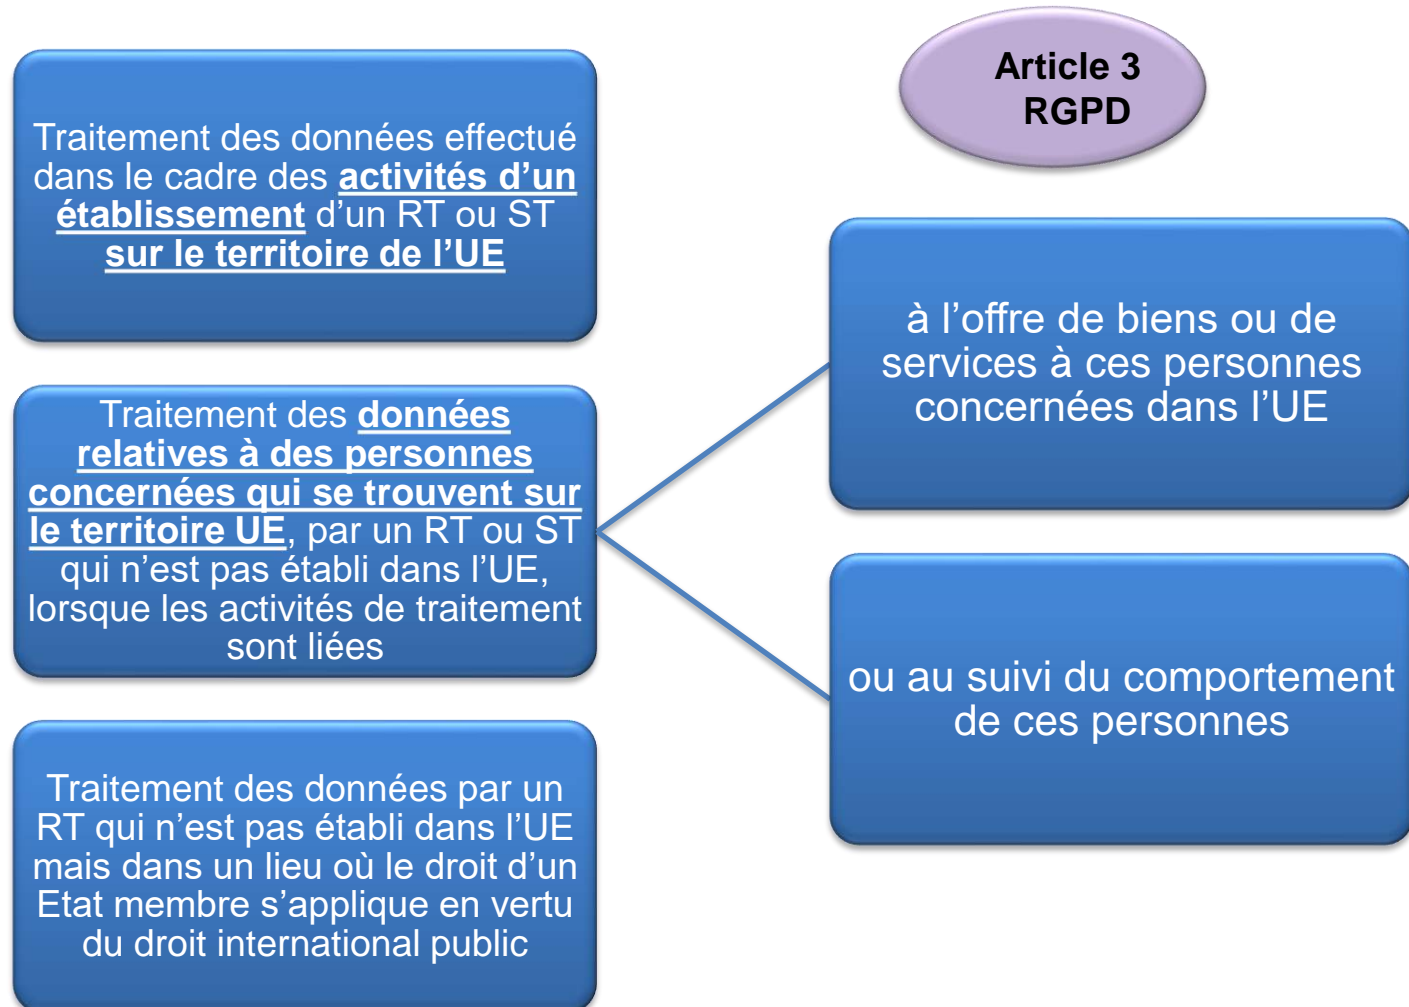 Article 3
RGPD
Traitement des données effectué
dans le cadre des activités d’un
établissement d’un RT ou ST
sur le territoire de l’UE
Traitement des données
relatives à des personnes
concernées qui se trouvent sur
le territoire UE, par un RT ou ST
qui n’est pas établi dans l’UE,
lorsque les activités de traitement
sont liées
à l’offre de biens ou de
services à ces personnes
concernées dans l’UE
ou au suivi du comportement
de ces personnes
Traitement des données par un
RT qui n’est pas établi dans l’UE
mais dans un lieu où le droit d’un
Etat membre s’applique en vertu
du droit international public